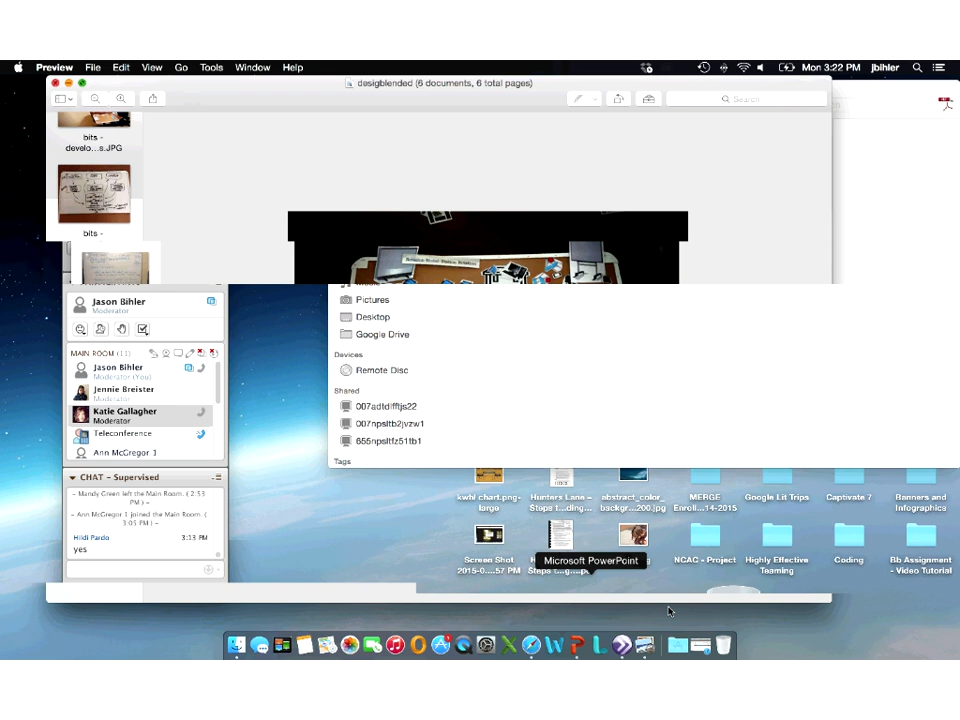 Preview File Edit View Go Tools Window Help
Mon 3:22 PM jbihler
desigblended (6 documents, 6 total pages)
Search
bits -
develo...s.JPG
bits -
Jason Bihler
Moderator
MAIN ROOM (11)
Jason Bihler
Moderator (You)
Jennie Breister
Moderator
Katie Gallagher
Moderator
Teleconference
Ann McGregor 1
CHAT - Supervised
- Mandy Green left the Main Room. ( 2:53
PM ) -
- Ann McGregor 1 joined the Main Room. (
3:05 PM ) -
Hildi Pardo 3:13 PM
yes
Pictures
Desktop
Google Drive
Devices
Remote Disc
Shared
007adtdlfftjs22
007npsltb2jvzw1
655npsltfz51tb1
Tags
kwhl chart.png-
large
Hunters Lane –
Steps t...ding...
abstract_color_
backgr...200.jpg
MERGE
Enroll...14-2015
Google Lit Trips
Captivate 7
Banners and
Infographics
Screen Shot
2015-0....57 PM
Microsoft PowerPoint
NCAC - Project
Highly Effective
Teaming
Coding
Bb Assignment
- Video Tutorial